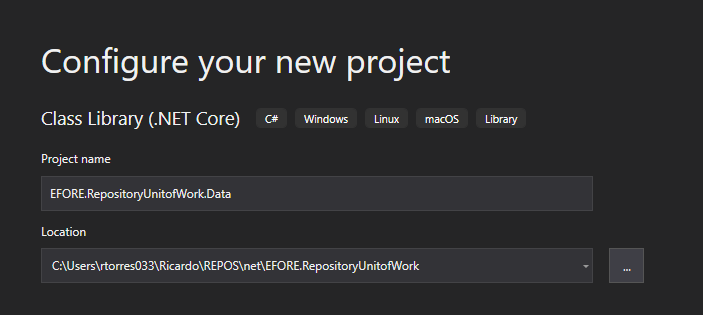 Configure your new project
Class Library (.NET Core) C# Windows Linux macOS Library
Project name
EFORE.RepositoryUnitofWork.Data
Location
C:\Users\rtorres033\Ricardo\REPOS\net\EFORE.RepositoryUnitofWork ...